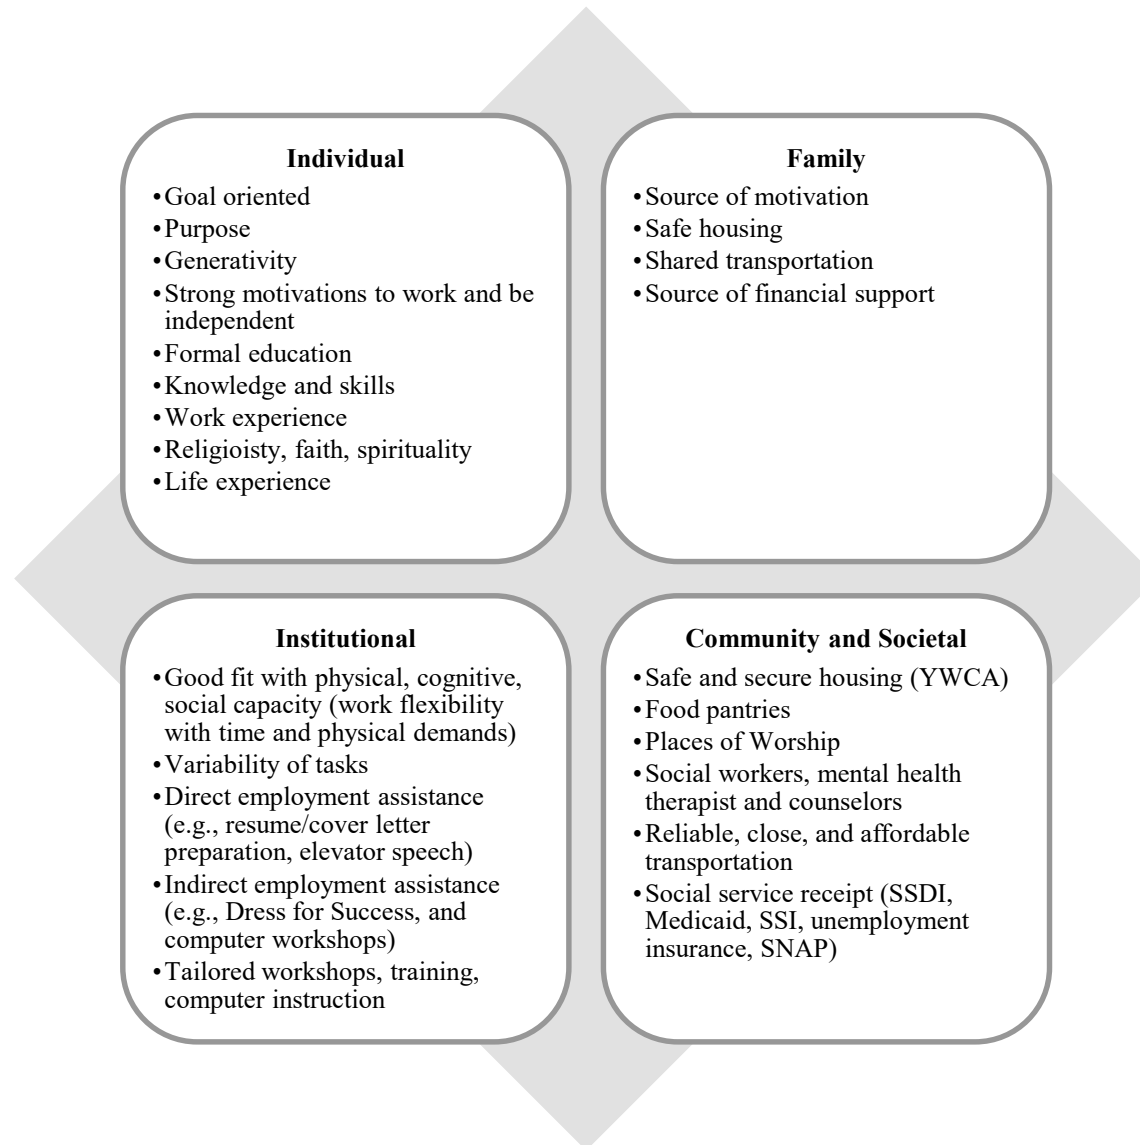 Individual
•Goal oriented
•Purpose
•Generativity
•Strong motivations to work and be
independent
•Formal education
•Knowledge and skills
•Work experience
•Religioisty, faith, spirituality
•Life experience
Family
•Source of motivation
•Safe housing
•Shared transportation
•Source of financial support
Institutional
•Good fit with physical, cognitive,
social capacity (work flexibility
with time and physical demands)
•Variability of tasks
•Direct employment assistance
(e.g., resume/cover letter
preparation, elevator speech)
•Indirect employment assistance
(e.g., Dress for Success, and
computer workshops)
•Tailored workshops, training,
computer instruction
Community and Societal
•Safe and secure housing (YWCA)
•Food pantries
•Places of Worship
•Social workers, mental health
therapist and counselors
•Reliable, close, and affordable
transportation
•Social service receipt (SSDI,
Medicaid, SSI, unemployment
insurance, SNAP)